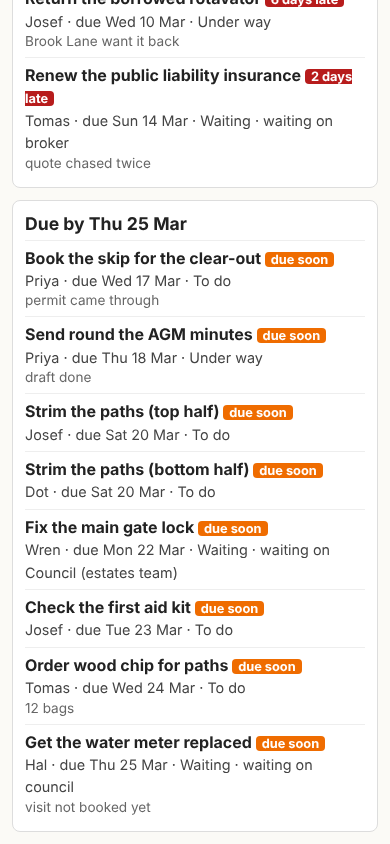 Return the borrowed rotavator 6 days late
Josef · due Wed 10 Mar · Under way
Brook Lane want it back
Renew the public liability insurance 2 days
late
Tomas · due Sun 14 Mar · Waiting · waiting on
broker
quote chased twice
Due by Thu 25 Mar
Book the skip for the clear-out due soon
Priya · due Wed 17 Mar · To do
permit came through
Send round the AGM minutes due soon
Priya · due Thu 18 Mar · Under way
draft done
Strim the paths (top half) due soon
Josef · due Sat 20 Mar · To do
Strim the paths (bottom half) due soon
Dot · due Sat 20 Mar · To do
Fix the main gate lock due soon
Wren · due Mon 22 Mar · Waiting · waiting on
Council (estates team)
Check the first aid kit due soon
Josef · due Tue 23 Mar · To do
Order wood chip for paths due soon
Tomas · due Wed 24 Mar · To do
12 bags
Get the water meter replaced due soon
Hal · due Thu 25 Mar · Waiting · waiting on
council
visit not booked yet